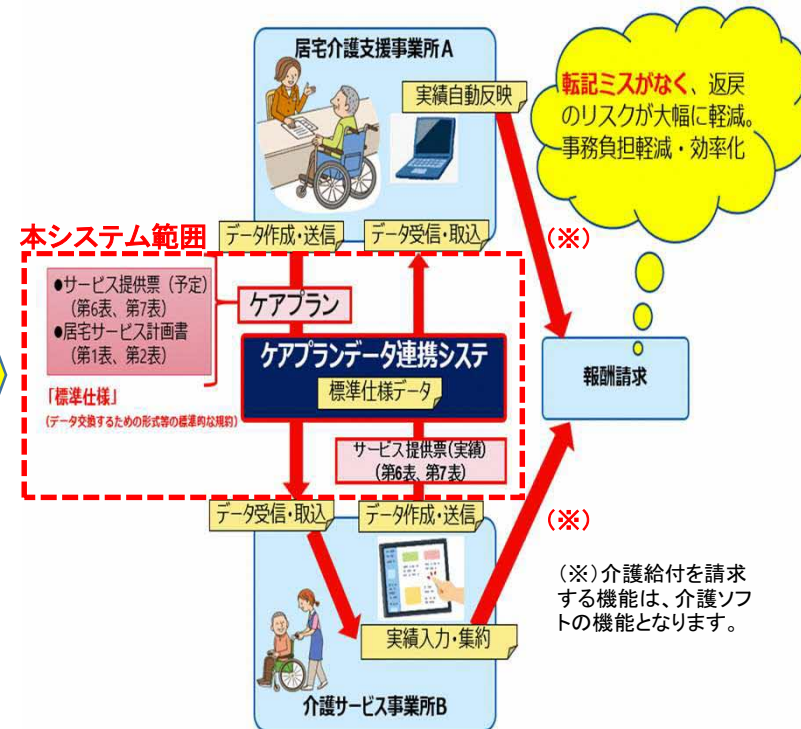 居宅介護支援事業所A
実績自動反映
転記ミスがなく、返戻
のリスクが大幅に軽減。
事務負担軽減・効率化
本システム範囲
データ作成・送信
データ受信・取込
（※）
●サービス提供票（予定）
（第6表、第7表）
●居宅サービス計画書
（第1表、第2表）
ケアプラン
ケアプランデータ連携システ
標準仕様データ
報酬請求
「標準仕様」
（データ交換するための形式等の標準的な規約）
サービス提供票(実績)
(第6表、第7表)
データ受信・取込
データ作成・送信
（※）
実績入力・集約
（※）介護給付を請求
する機能は、介護ソフ
トの機能となります。
介護サービス事業所B